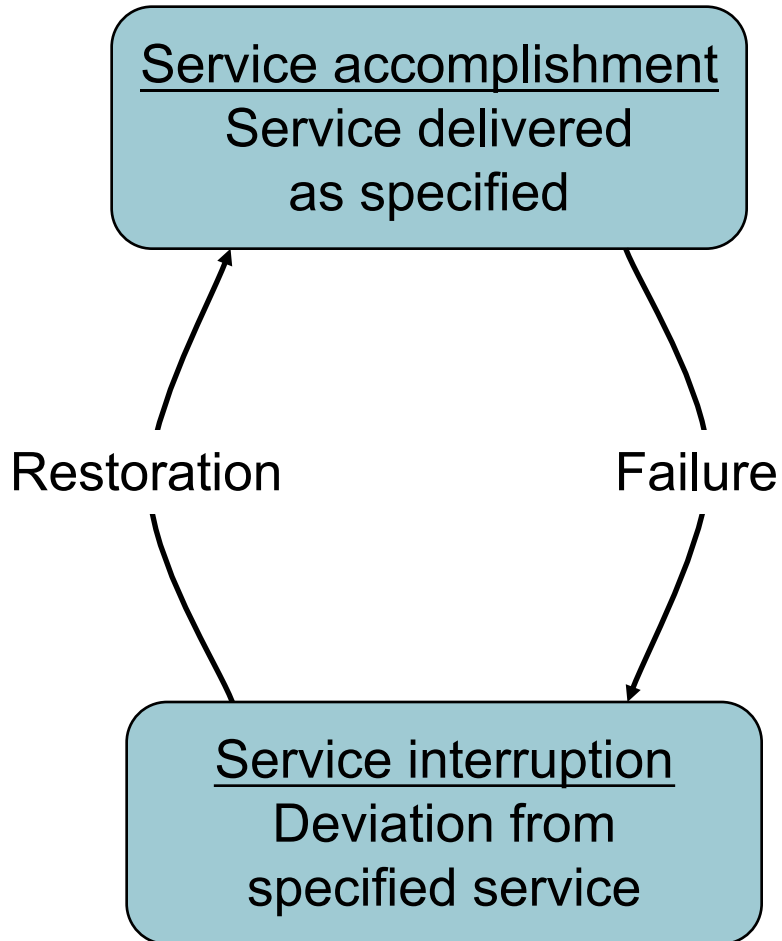 Service accomplishment
Service delivered
as specified
Restoration
Failure
Service interruption
Deviation from
specified service